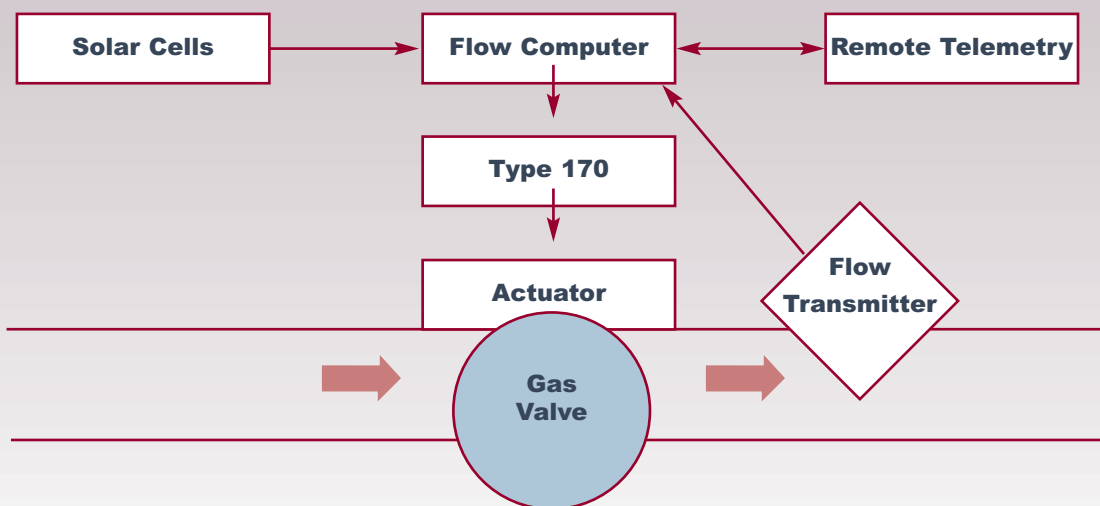 Solar Cells
Flow Computer
Remote Telemetry
Type 170
Flow
Transmitter
Actuator
Gas
Valve